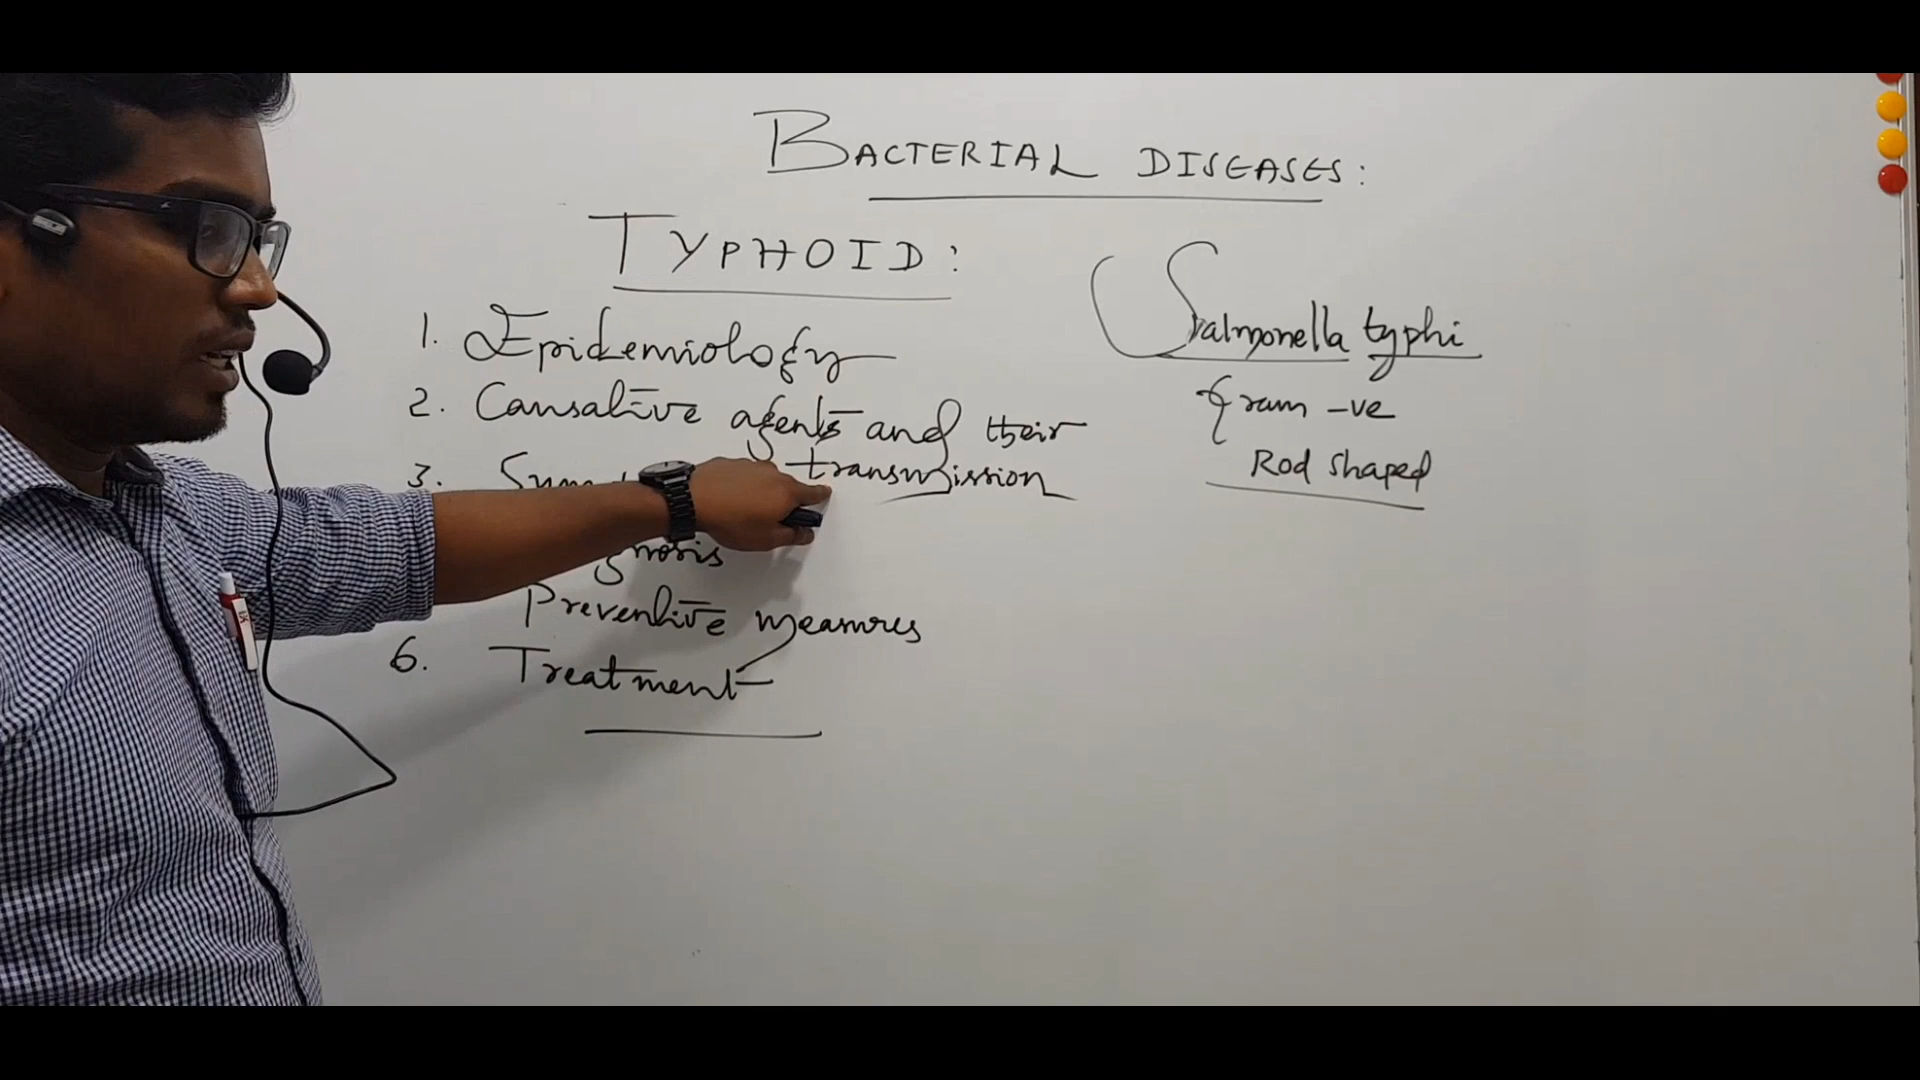 BACTERIAL DISEASES:
TYPHOID:
1. Epidemiology
2. Causative agents and their
transmission
3.
Preventive measures
6. Treatment
Salmonella typhi
Gram -ve
Rod shaped